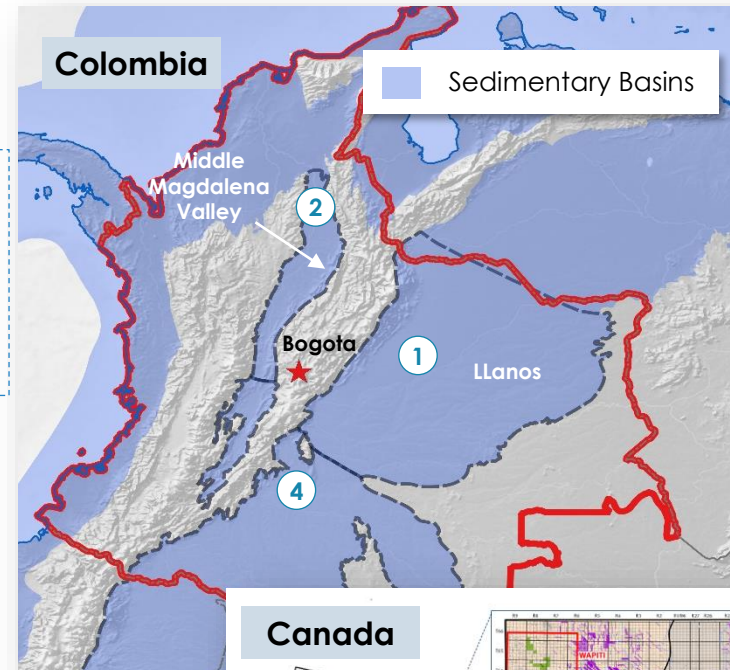 Colombia
Sedimentary Basins
Middle
Magdalena
Valley
2
Bogota
1
LLanos
4
Canada
WAPITI